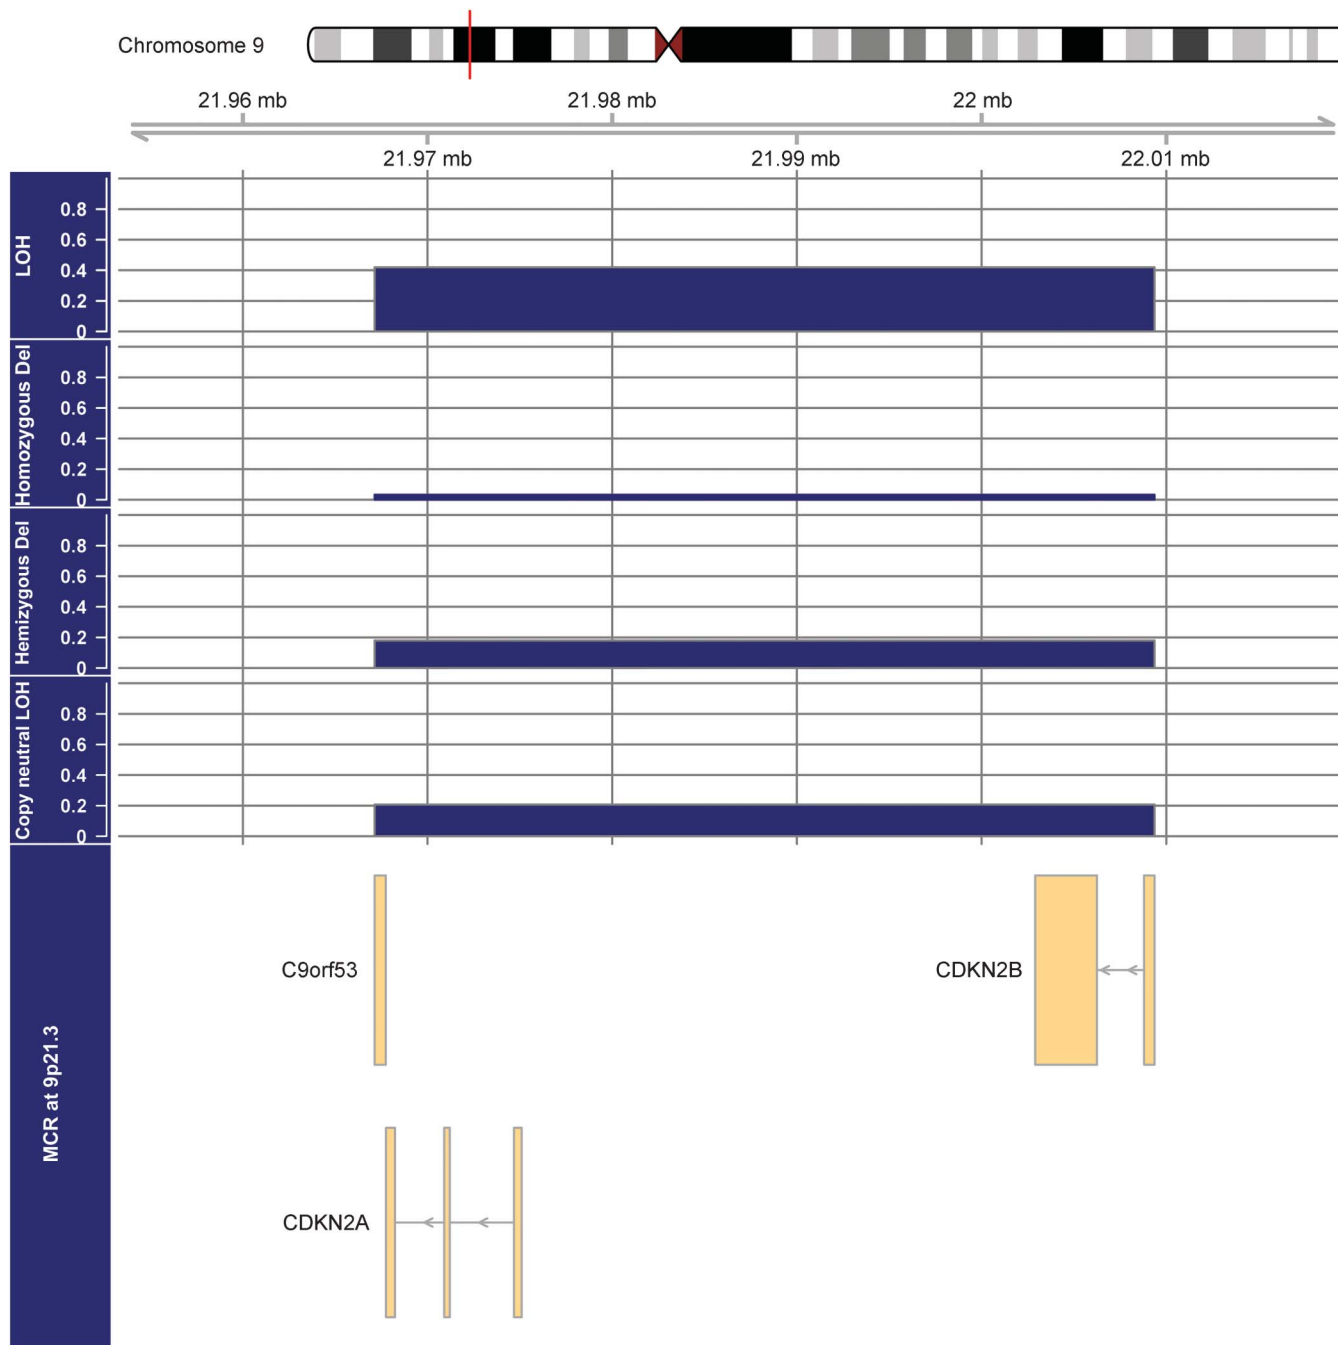 Chromosome 9
21.96 mb 21.98 mb 22 mb
21.97 mb 21.99 mb 22.01 mb
LOH
0.8
0.6
0.4
0.2
0
Homozygous Del
0.8
0.6
0.4
0.2
0
Hemizygous Del
0.8
0.6
0.4
0.2
0
Copy neutral LOH
0.8
0.6
0.4
0.2
0
MCR at 9p21.3
C9orf53 CDKN2B
CDKN2A